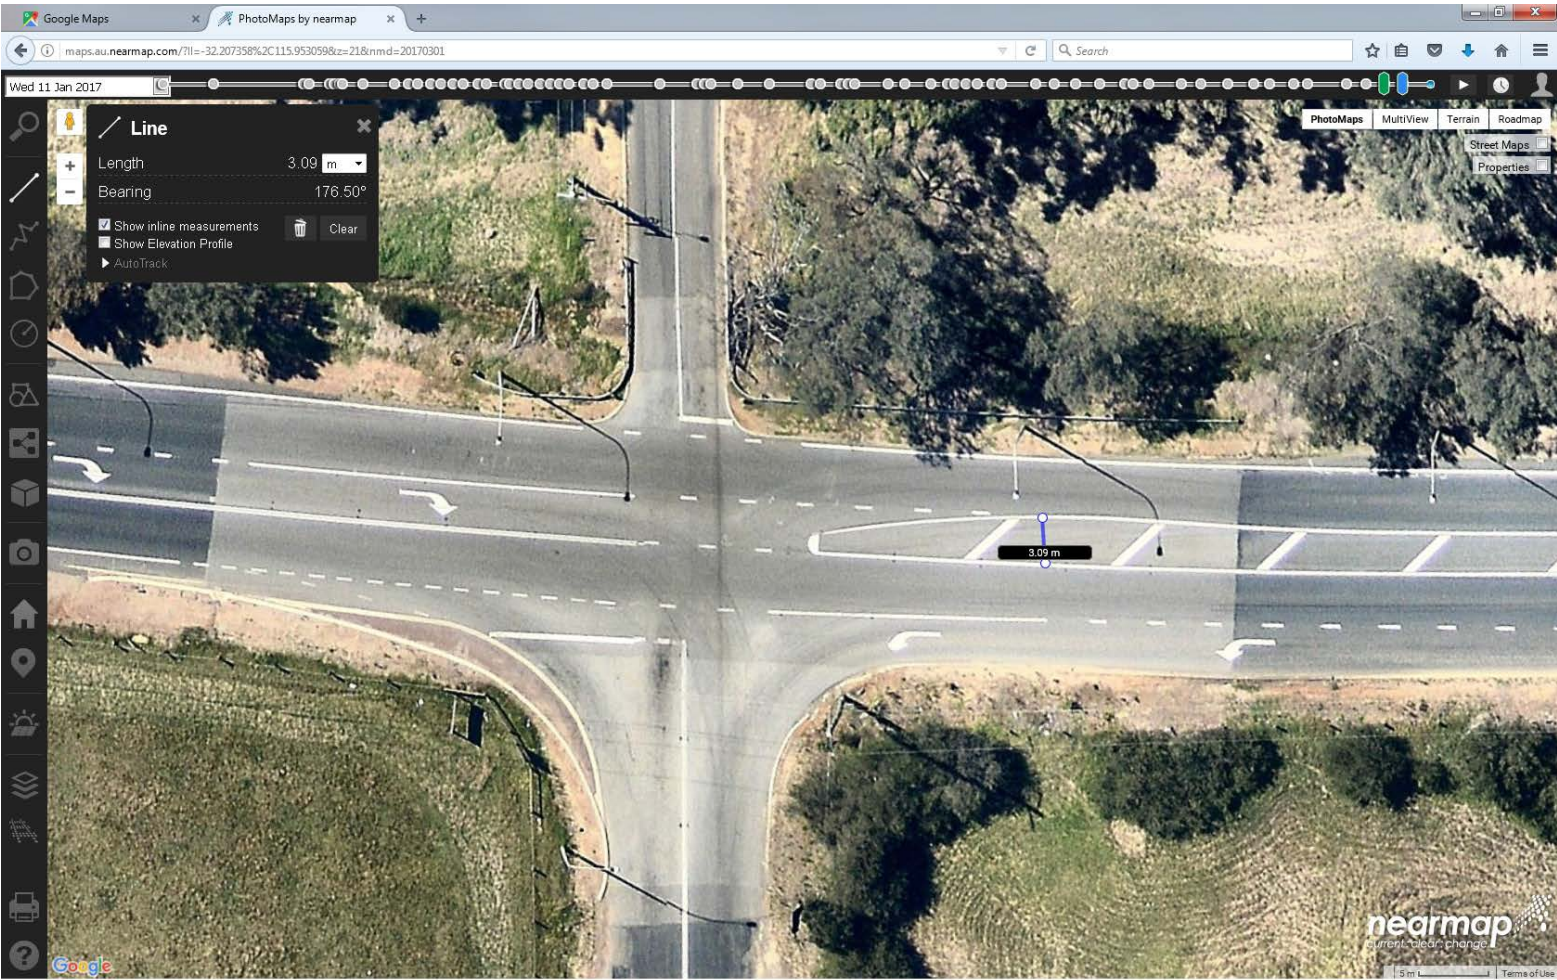 Google Maps
PhotoMaps by nearmap
maps.au.nearmap.com/?ll=-32.207358%2C115.953059&z=21&nmd=20170301
Search
Wed 11 Jan 2017
Line
Length 3.09 m
Bearing 176.50°
Show inline measurements
Clear
Show Elevation Profile
AutoTrack
PhotoMaps MultiView Terrain Roadmap
Street Maps
Properties
3.09 m
nearmap
current. clear. change.
Google
5 m
Terms of Use